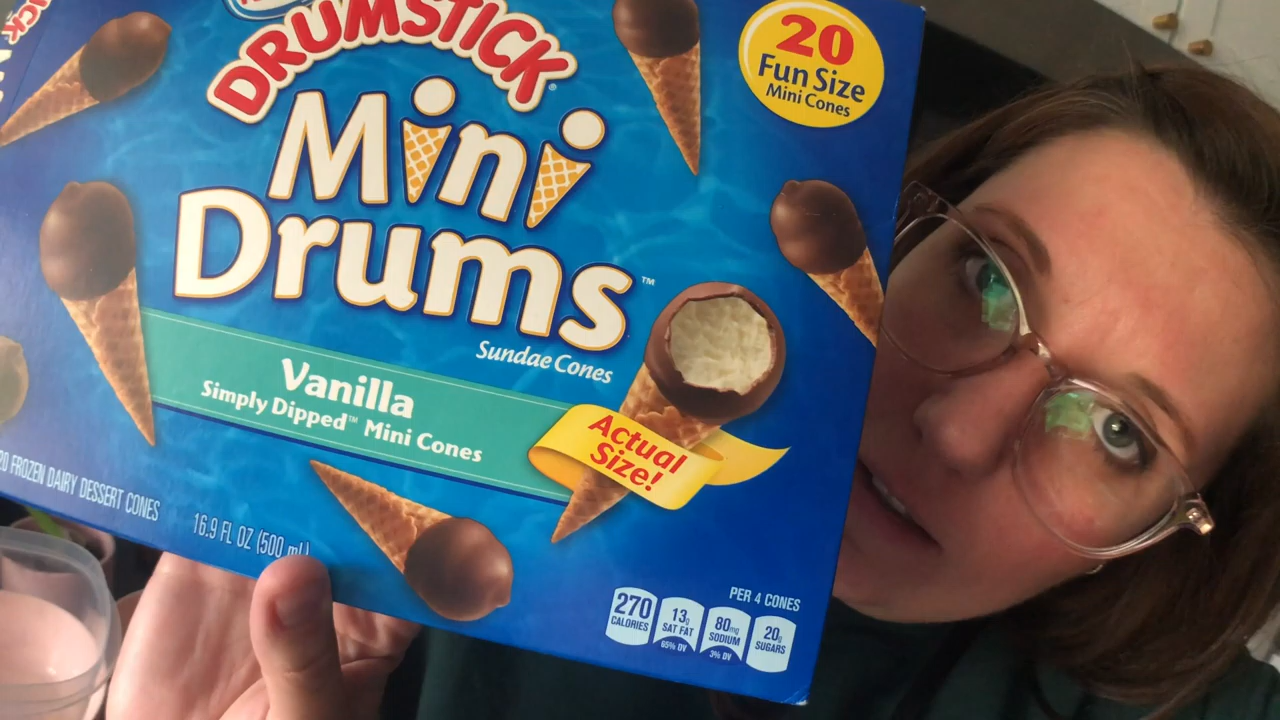 DRUMSTICK®
Mini
Drums™
Sundae Cones
20
Fun Size
Mini Cones
Vanilla
Simply Dipped™ Mini Cones
Actual
Size!
20 FROZEN DAIRY DESSERT CONES
16.9 FL OZ (500 mL)
PER 4 CONES
270
CALORIES
13g
SAT FAT
65% DV
80mg
SODIUM
3% DV
20g
SUGARS